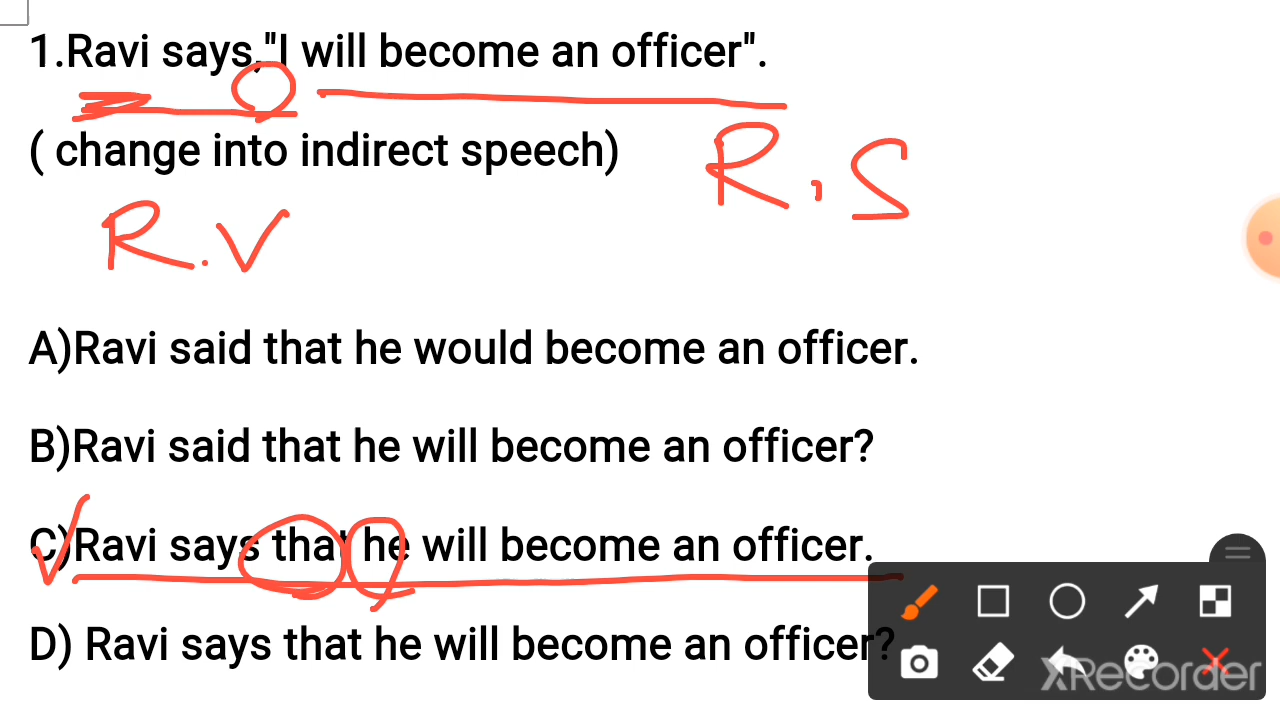 1.Ravi says,"I will become an officer".
( change into indirect speech)
R.S
R.V
A)Ravi said that he would become an officer.
B)Ravi said that he will become an officer?
C)Ravi says that he will become an officer.
D) Ravi says that he will become an officer?
XRecorder